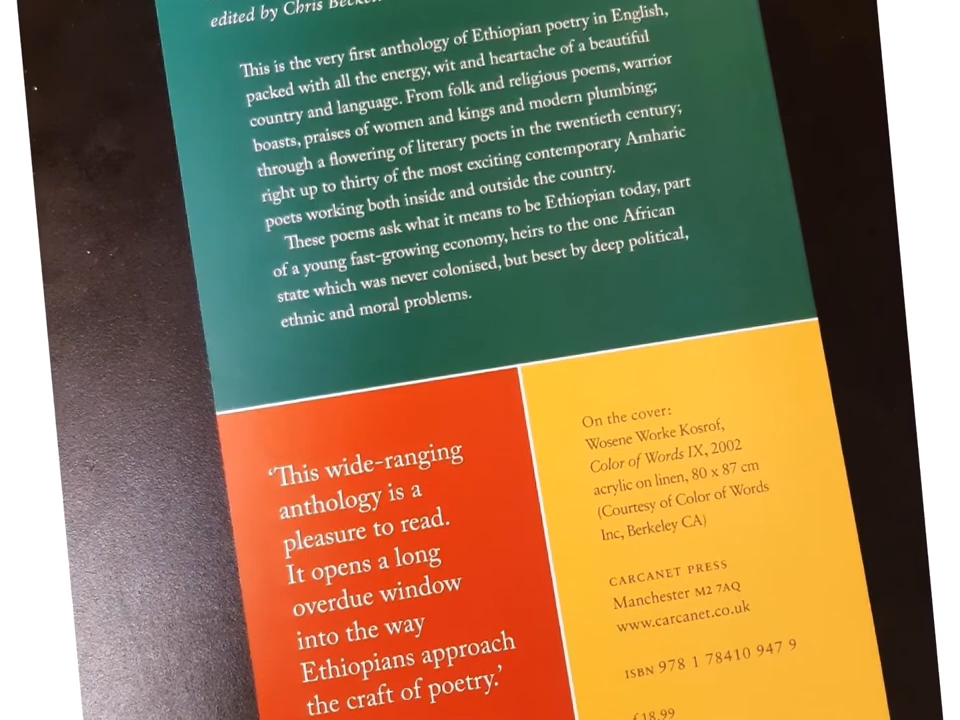 edited by Chris
This is the very first anthology of Ethiopian poetry in English,
packed with all the energy, wit and heartache of a beautiful
country and language. From folk and religious poems, warrior
boasts, praises of women and kings and modern plumbing;
through a flowering of literary poets in the twentieth century;
right up to thirty of the most exciting contemporary Amharic
poets working both inside and outside the country.
These poems ask what it means to be Ethiopian today, part
of a young fast-growing economy, heirs to the one African
state which was never colonised, but beset by deep political,
ethnic and moral problems.
‘This wide-ranging
anthology is a
pleasure to read.
It opens a long
overdue window
into the way
Ethiopians approach
the craft of poetry.’
On the cover:
Wosene Worke Kosrof,
Color of Words IX, 2002
acrylic on linen, 80 x 87 cm
(Courtesy of Color of Words
Inc, Berkeley CA)
CARCANET PRESS
Manchester M2 7AQ
www.carcanet.co.uk
ISBN 978 1 78410 947 9
£18.99